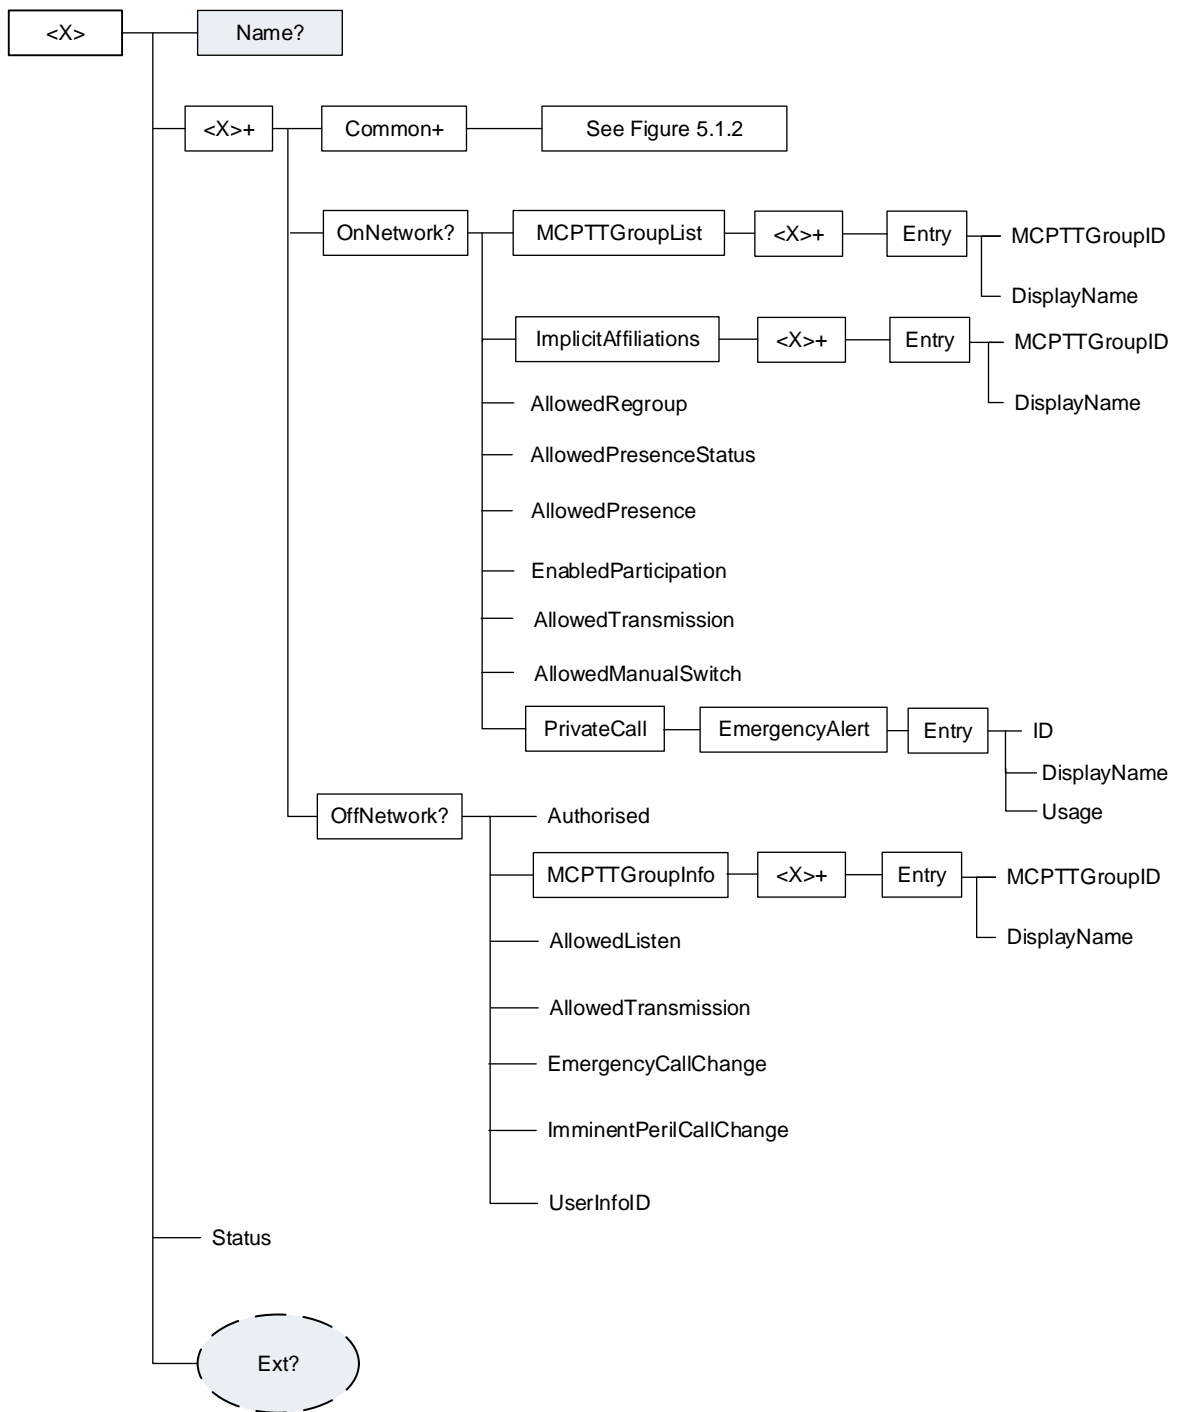 <X>
Name?
<X>+
Common+
See Figure 5.1.2
OnNetwork?
MCPTTGroupList
<X>+
Entry
MCPTTGroupID
DisplayName
ImplicitAffiliations
<X>+
Entry
MCPTTGroupID
DisplayName
AllowedRegroup
AllowedPresenceStatus
AllowedPresence
EnabledParticipation
AllowedTransmission
AllowedManualSwitch
PrivateCall
EmergencyAlert
Entry
ID
DisplayName
Usage
OffNetwork?
Authorised
MCPTTGroupInfo
<X>+
Entry
MCPTTGroupID
DisplayName
AllowedListen
AllowedTransmission
EmergencyCallChange
ImminentPerilCallChange
UserInfoID
Status
Ext?